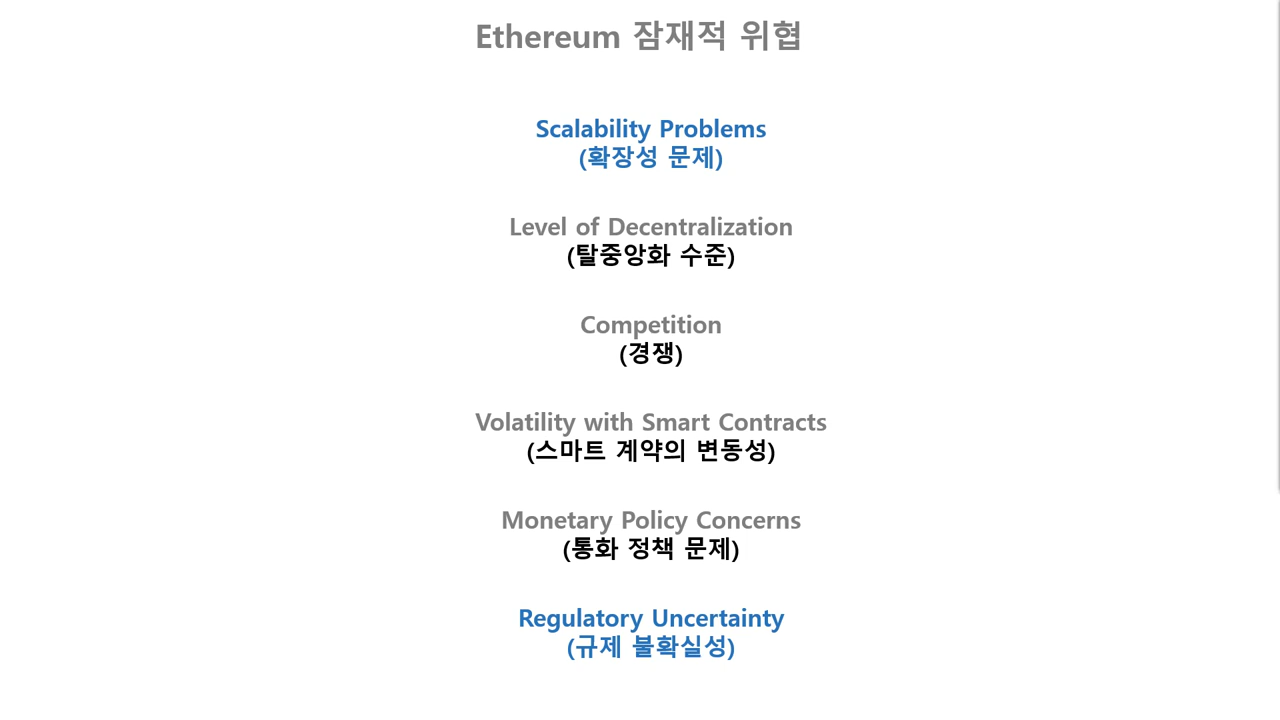 Ethereum 잠재적 위협
Scalability Problems
(확장성 문제)
Level of Decentralization
(탈중앙화 수준)
Competition
(경쟁)
Volatility with Smart Contracts
(스마트 계약의 변동성)
Monetary Policy Concerns
(통화 정책 문제)
Regulatory Uncertainty
(규제 불확실성)